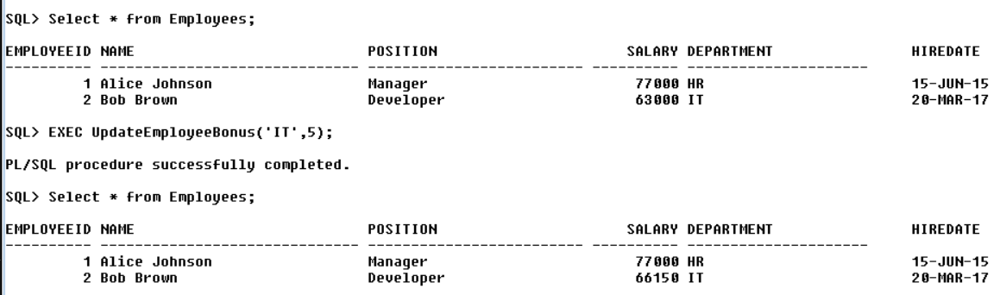 SQL> Select * from Employees;
EMPLOYEEID NAME                           POSITION                       SALARY DEPARTMENT                HIREDATE
---------- ------------------------------ ------------------------- ---------- ---------------------
         1 Alice Johnson                  Manager                         77000 HR                        15-JUN-15
         2 Bob Brown                      Developer                       63000 IT                        20-MAR-17
SQL> EXEC UpdateEmployeeBonus('IT',5);
PL/SQL procedure successfully completed.
SQL> Select * from Employees;
EMPLOYEEID NAME                           POSITION                       SALARY DEPARTMENT                HIREDATE
---------- ------------------------------ ------------------------- ---------- ---------------------
         1 Alice Johnson                  Manager                         77000 HR                        15-JUN-15
         2 Bob Brown                      Developer                       66150 IT                        20-MAR-17